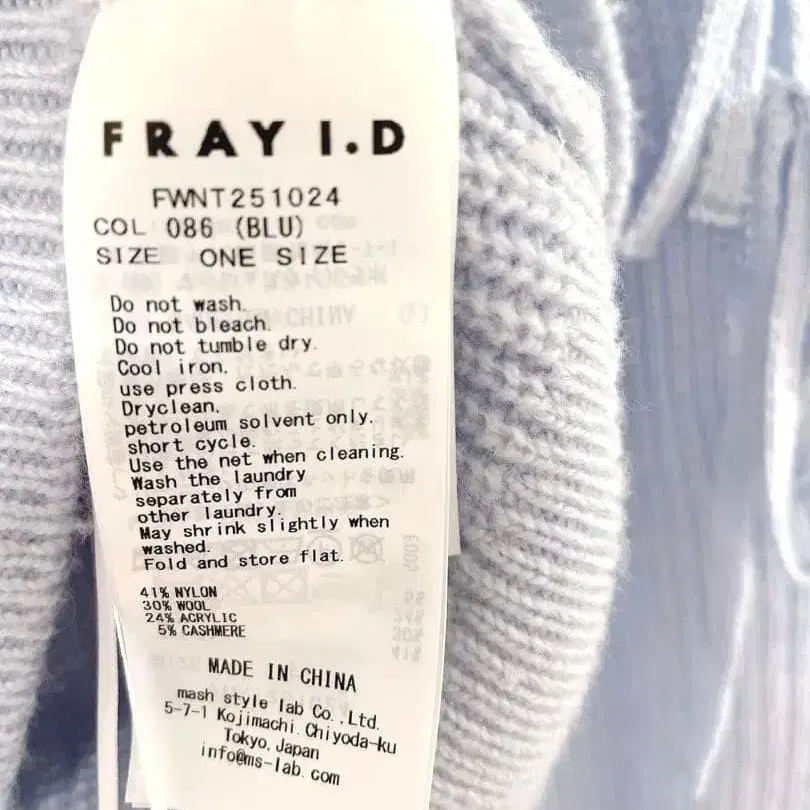 FRAY I.D
FWNT251024
COL 086 (BLU)
SIZE ONE SIZE
Do not wash.
Do not bleach.
Do not tumble dry.
Cool iron.
use press cloth.
Dryclean.
petroleum solvent only.
short cycle.
Use the net when cleaning.
Wash the laundry
separately from
other laundry.
May shrink slightly when
washed.
Fold and store flat.
41% NYLON
30% WOOL
24% ACRYLIC
5% CASHMERE
MADE IN CHINA
mash style lab Co.,Ltd.
5-7-1 Kojimachi Chiyoda-ku
Tokyo, Japan
info@ms-lab.com